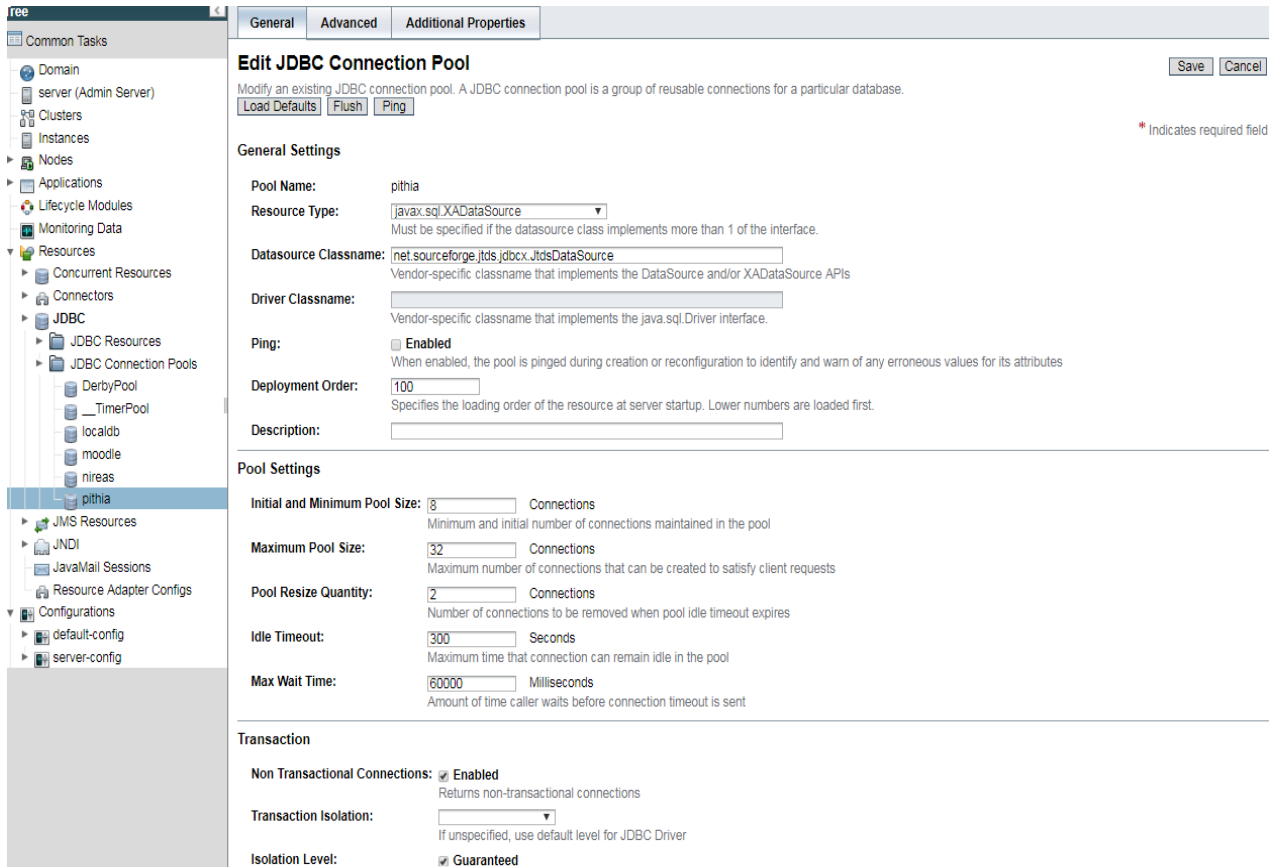 Tree
Common Tasks
Domain
server (Admin Server)
Clusters
Instances
Nodes
Applications
Lifecycle Modules
Monitoring Data
Resources
Concurrent Resources
Connectors
JDBC
JDBC Resources
JDBC Connection Pools
DerbyPool
__TimerPool
localdb
moodle
nireas
pithia
JMS Resources
JNDI
JavaMail Sessions
Resource Adapter Configs
Configurations
default-config
server-config
General Advanced Additional Properties
Edit JDBC Connection Pool
Save Cancel
Modify an existing JDBC connection pool. A JDBC connection pool is a group of reusable connections for a particular database.
Load Defaults Flush Ping
* Indicates required field
General Settings
Pool Name: pithia
Resource Type: javax.sql.XADataSource
Must be specified if the datasource class implements more than 1 of the interface.
Datasource Classname: net.sourceforge.jtds.jdbcx.JtdsDataSource
Vendor-specific classname that implements the DataSource and/or XADataSource APIs
Driver Classname:
Vendor-specific classname that implements the java.sql.Driver interface.
Ping: Enabled
When enabled, the pool is pinged during creation or reconfiguration to identify and warn of any erroneous values for its attributes
Deployment Order: 100
Specifies the loading order of the resource at server startup. Lower numbers are loaded first.
Description:
Pool Settings
Initial and Minimum Pool Size: 8 Connections
Minimum and initial number of connections maintained in the pool
Maximum Pool Size: 32 Connections
Maximum number of connections that can be created to satisfy client requests
Pool Resize Quantity: 2 Connections
Number of connections to be removed when pool idle timeout expires
Idle Timeout: 300 Seconds
Maximum time that connection can remain idle in the pool
Max Wait Time: 60000 Milliseconds
Amount of time caller waits before connection timeout is sent
Transaction
Non Transactional Connections: Enabled
Returns non-transactional connections
Transaction Isolation:
If unspecified, use default level for JDBC Driver
Isolation Level: Guaranteed